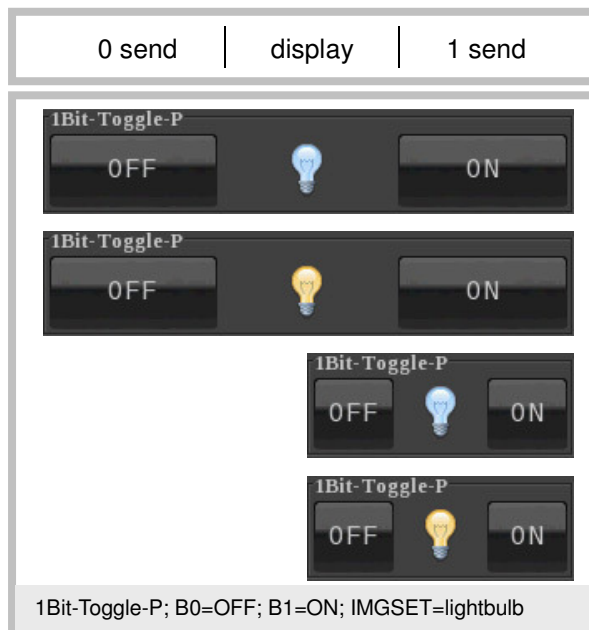 0 send display 1 send
1Bit-Toggle-P
OFF ON
1Bit-Toggle-P
OFF ON
1Bit-Toggle-P
OFF ON
1Bit-Toggle-P
OFF ON
1Bit-Toggle-P; B0=OFF; B1=ON; IMGSET=lightbulb